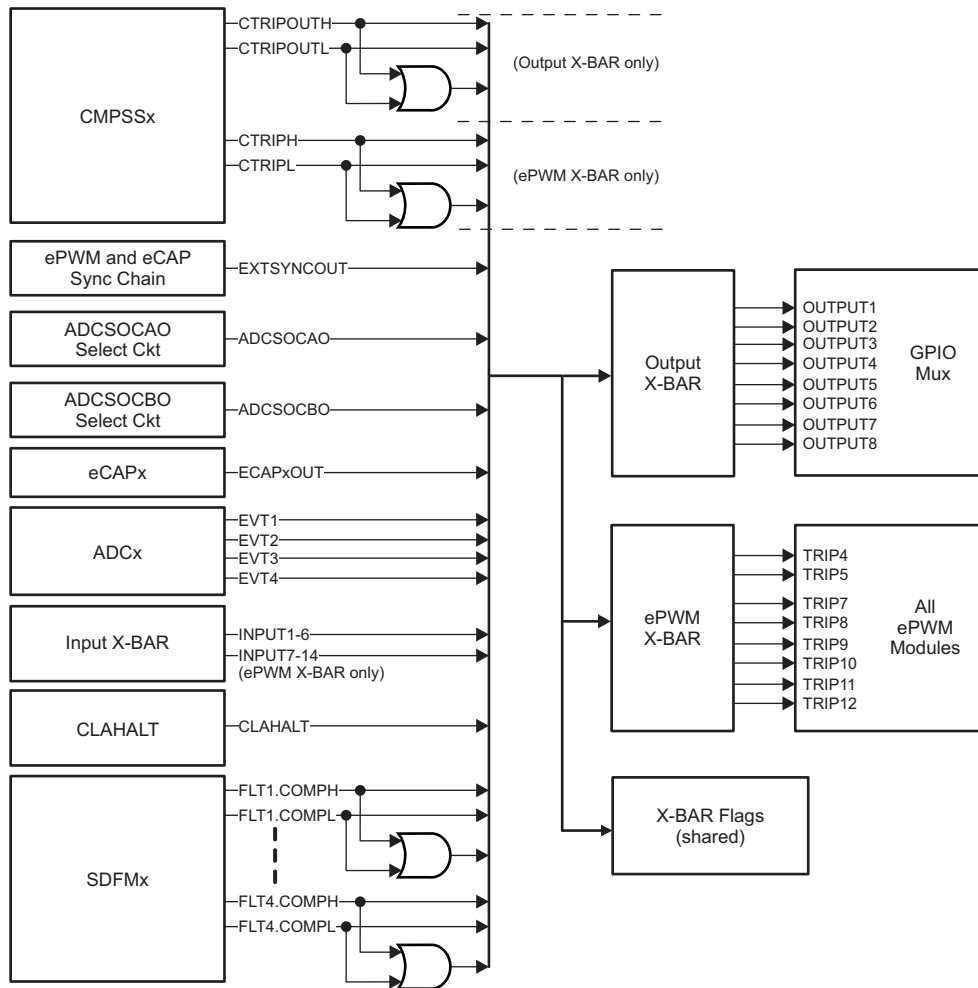 CMPSSx
CTRIPOUTH
CTRIPOUTL
(Output X-BAR only)
CTRIPH
CTRIPL
(ePWM X-BAR only)
ePWM and eCAP
Sync Chain
EXTSYNCOUT
ADCSOCAO
Select Ckt
ADCSOCAO
ADCSOCBO
Select Ckt
ADCSOCBO
eCAPx
ECAPxOUT
ADCx
EVT1
EVT2
EVT3
EVT4
Input X-BAR
INPUT1-6
INPUT7-14
(ePWM X-BAR only)
CLAHALT
CLAHALT
SDFMx
FLT1.COMPH
FLT1.COMPL
FLT4.COMPH
FLT4.COMPL
Output
X-BAR
OUTPUT1
OUTPUT2
OUTPUT3
OUTPUT4
OUTPUT5
OUTPUT6
OUTPUT7
OUTPUT8
GPIO
Mux
ePWM
X-BAR
TRIP4
TRIP5
TRIP7
TRIP8
TRIP9
TRIP10
TRIP11
TRIP12
All
ePWM
Modules
X-BAR Flags
(shared)